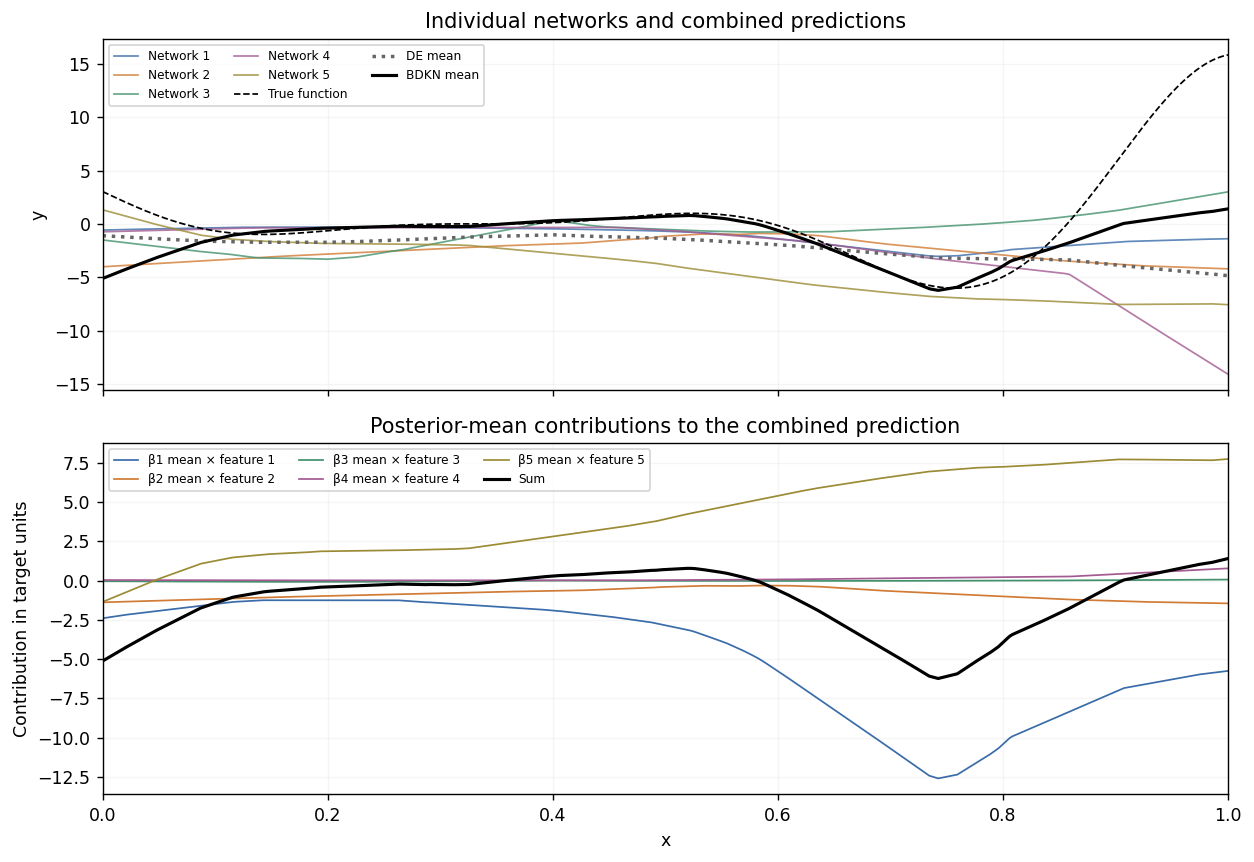 Individual networks and combined predictions
Network 1
Network 2
Network 3
Network 4
Network 5
True function
DE mean
BDKN mean
y
15
10
5
0
−5
−10
−15
Posterior-mean contributions to the combined prediction
β1 mean × feature 1
β2 mean × feature 2
β3 mean × feature 3
β4 mean × feature 4
β5 mean × feature 5
Sum
Contribution in target units
7.5
5.0
2.5
0.0
−2.5
−5.0
−7.5
−10.0
−12.5
0.0
0.2
0.4
0.6
0.8
1.0
x